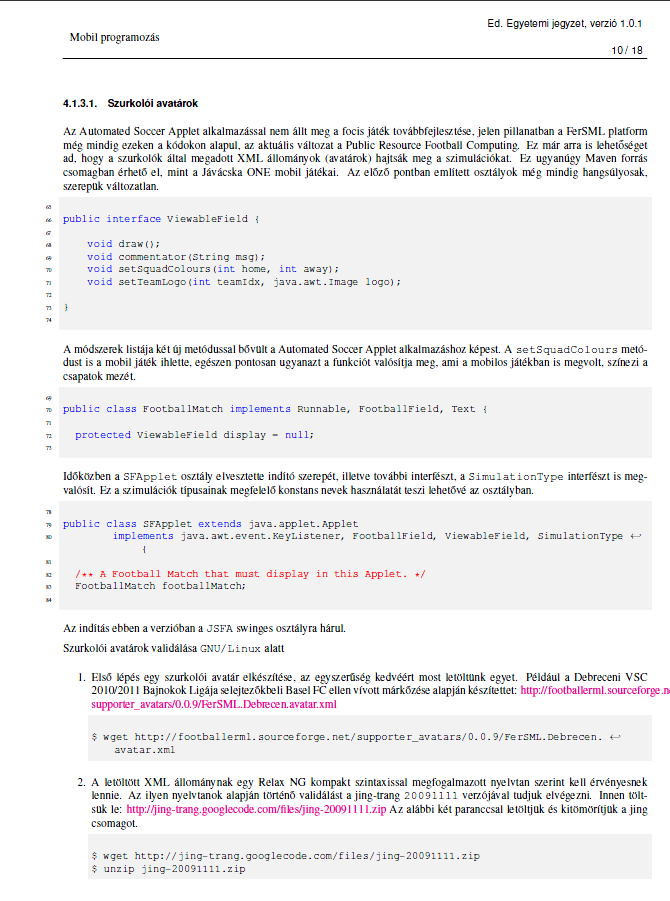 Ed. Egyetemi jegyzet, verzió 1.0.1
Mobil programozás
10 / 18
4.1.3.1. Szurkolói avatárok
Az Automated Soccer Applet alkalmazással nem állt meg a focis játék továbbfejlesztése, jelen pillanatban a FerSML platform
még mindig ezeken a kódokon alapul, az aktuális változat a Public Resource Football Computing. Ez már arra is lehetőséget
ad, hogy a szurkolók által megadott XML állományok (avatárok) hajtsák meg a szimulációkat. Ez ugyanúgy Maven forrás
csomagban érhető el, mint a Jávácska ONE mobil játékai. Az előző pontban említett osztályok még mindig hangsúlyosak,
szerepük változatlan.
65
66 public interface ViewableField {
67
68 void draw();
69 void commentator(String msg);
70 void setSquadColours(int home, int away);
71 void setTeamLogo(int teamIdx, java.awt.Image logo);
72
73 }
74
A módszerek listája két új metódussal bővült a Automated Soccer Applet alkalmazáshoz képest. A setSquadColours metó-
dust is a mobil játék ihlette, egészen pontosan ugyanazt a funkciót valósítja meg, ami a mobilos játékban is megvolt, színezi a
csapatok mezét.
69
70 public class FootballMatch implements Runnable, FootballField, Text {
71
72 protected ViewableField display = null;
73
Időközben a SFApplet osztály elvesztette indító szerepét, illetve további interfészt, a SimulationType interfészt is meg-
valósít. Ez a szimulációk típusainak megfelelő konstans nevek használatát teszi lehetővé az osztályban.
78
79 public class SFApplet extends java.applet.Applet
80 implements java.awt.event.KeyListener, FootballField, ViewableField, SimulationType ↩
{
81
82 /** A Football Match that must display in this Applet. */
83 FootballMatch footballMatch;
84
Az indítás ebben a verzióban a JSFA swinges osztályra hárul.
Szurkolói avatárok validálása GNU/Linux alatt
1. Első lépés egy szurkolói avatár elkészítése, az egyszerűség kedvéért most letöltünk egyet. Például a Debreceni VSC
2010/2011 Bajnokok Ligája selejtezőkbeli Basel FC ellen vívott márkőzése alapján készítettet: http://footballerml.sourceforge.n
supporter_avatars/0.0.9/FerSML.Debrecen.avatar.xml
$ wget http://footballerml.sourceforge.net/supporter_avatars/0.0.9/FerSML.Debrecen. ↩
avatar.xml
2. A letöltött XML állománynak egy Relax NG kompakt szintaxissal megfogalmazott nyelvtan szerint kell érvényesnek
lennie. Az ilyen nyelvtanok alapján történő validálást a jing-trang 20091111 verzójával tudjuk elvégezni. Innen tölt-
sük le: http://jing-trang.googlecode.com/files/jing-20091111.zip Az alábbi két paranccsal letöltjük és kitömörítjük a jing
csomagot.
$ wget http://jing-trang.googlecode.com/files/jing-20091111.zip
$ unzip jing-20091111.zip